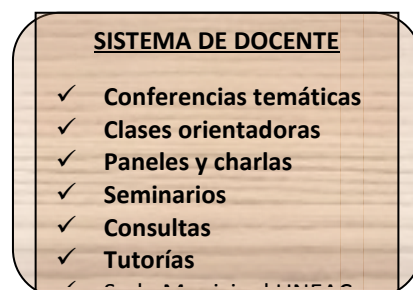 SISTEMA DE DOCENTE
✓ Conferencias temáticas
✓ Clases orientadoras
✓ Paneles y charlas
✓ Seminarios
✓ Consultas
✓ Tutorías